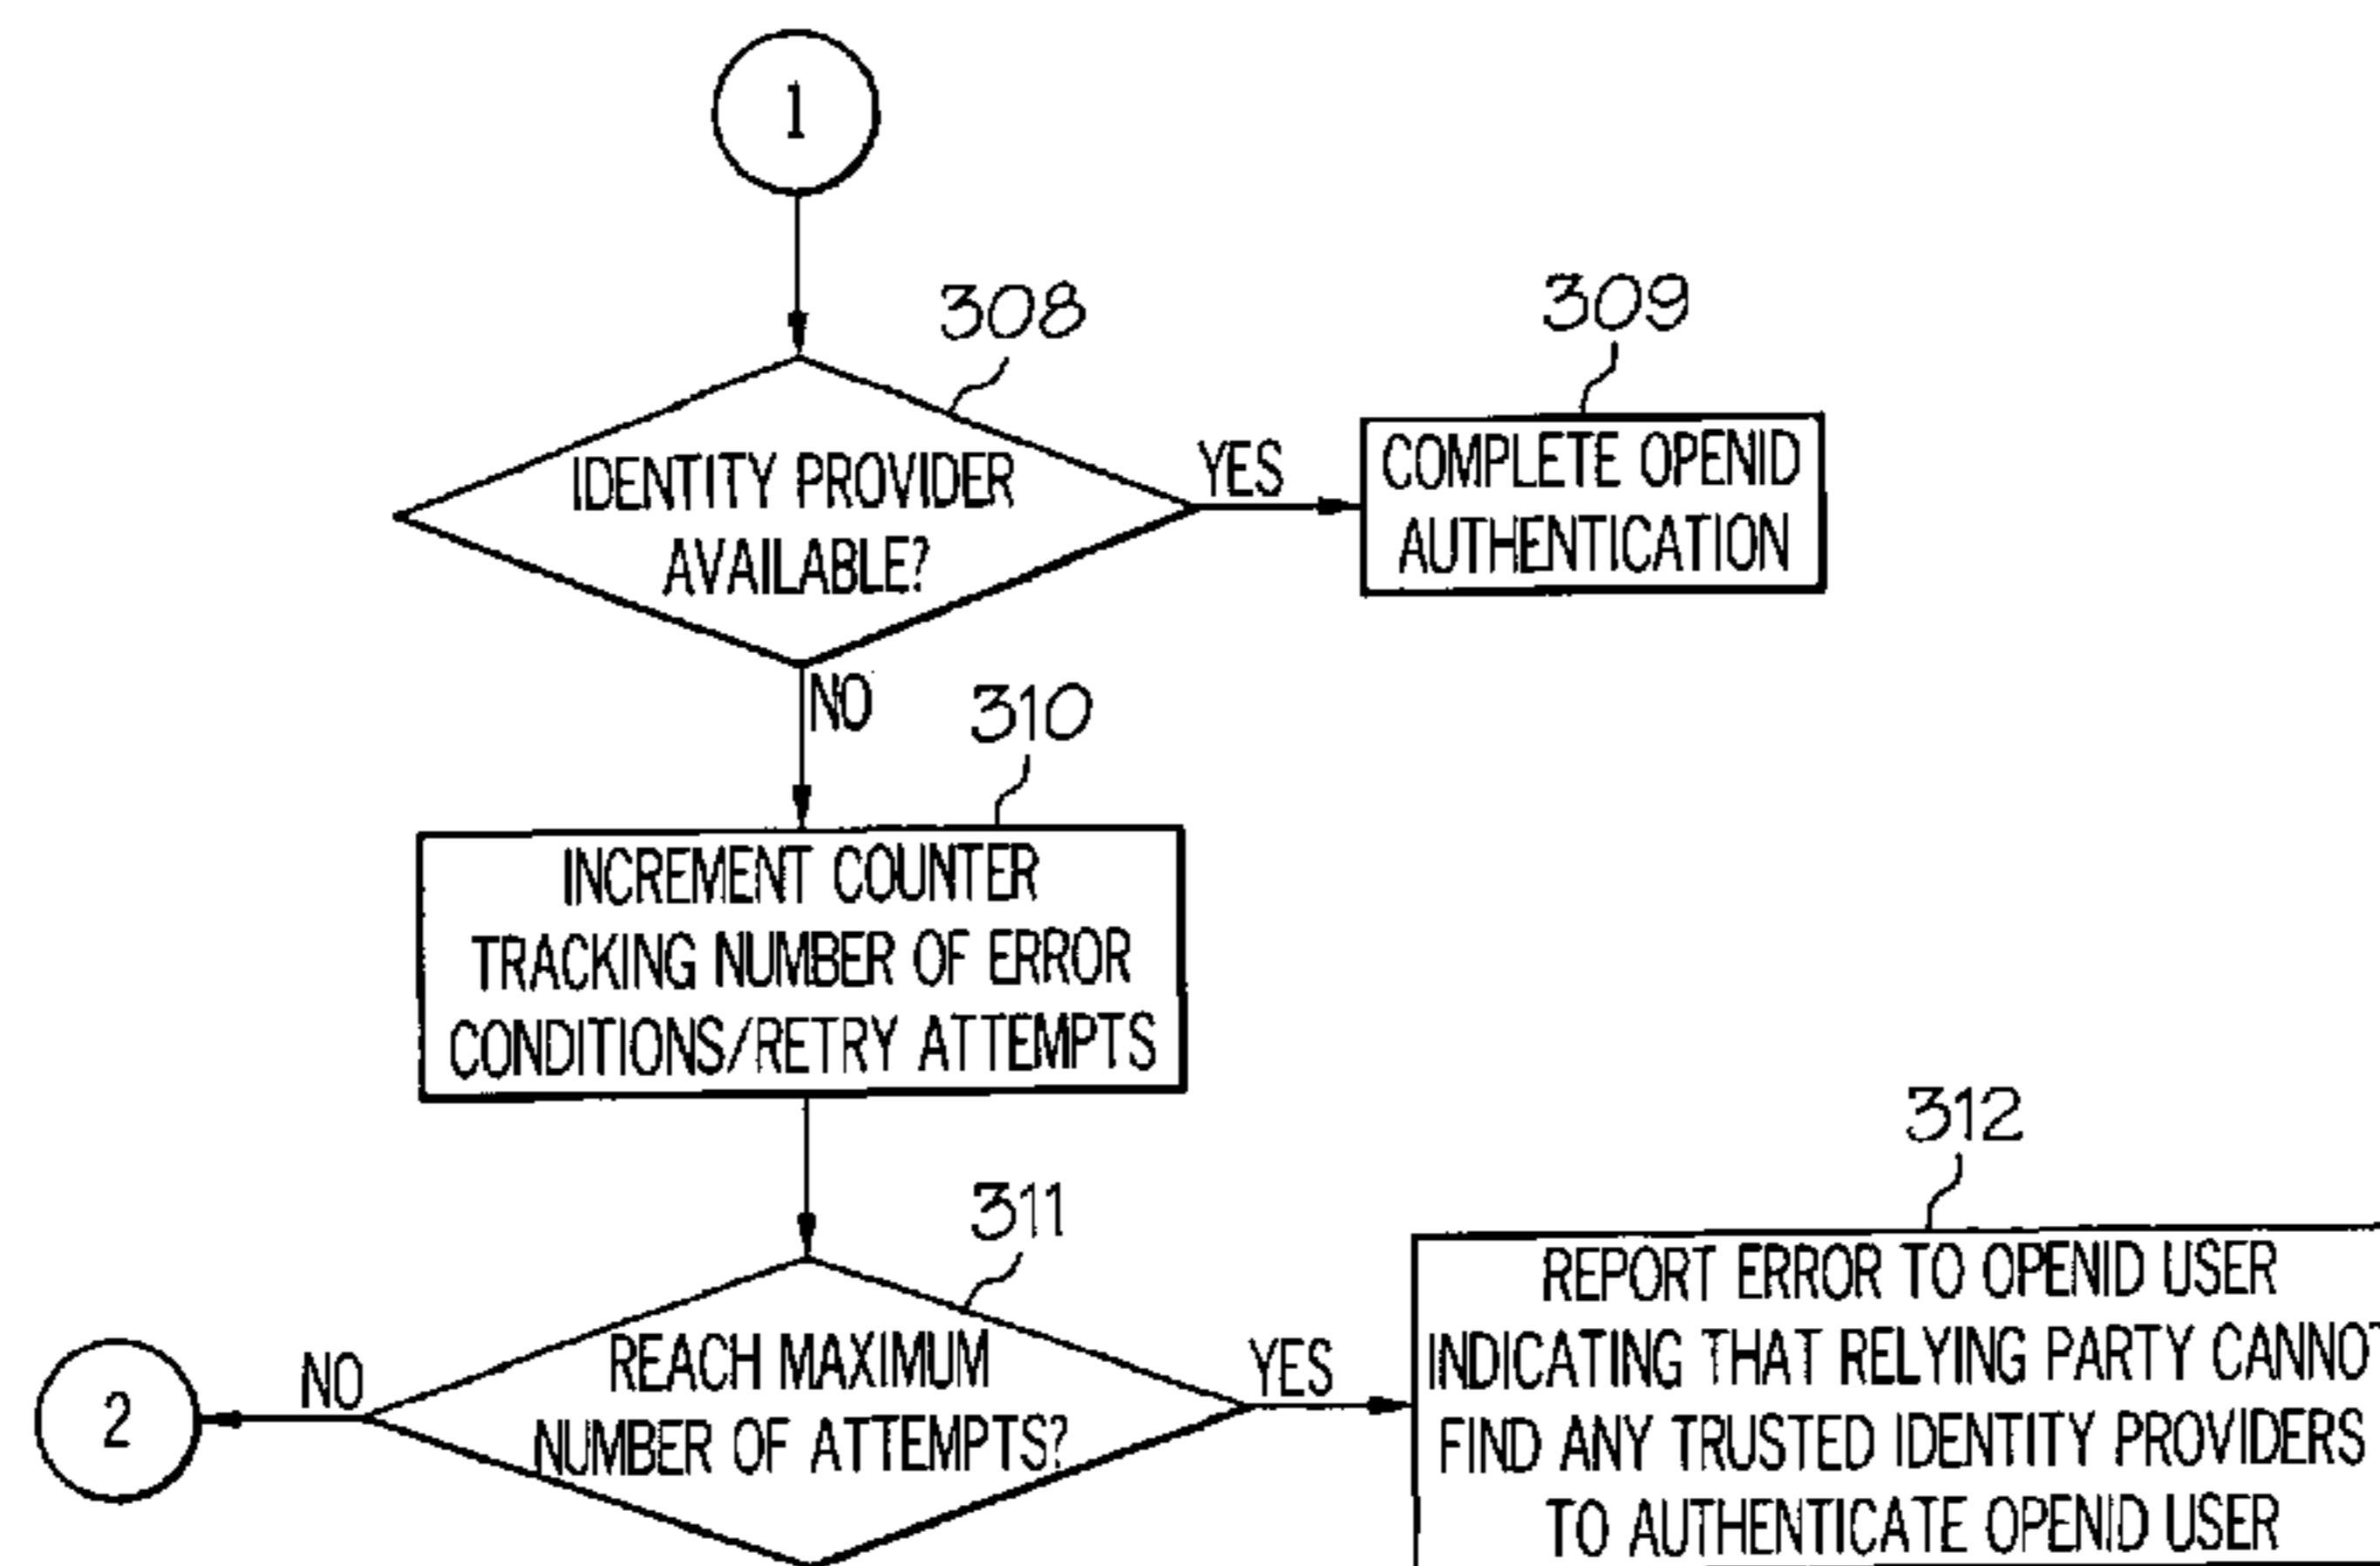 1
308
309
IDENTITY PROVIDER
AVAILABLE?
YES
COMPLETE OPENID
AUTHENTICATION
NO
310
INCREMENT COUNTER
TRACKING NUMBER OF ERROR
CONDITIONS/RETRY ATTEMPTS
311
312
REACH MAXIMUM
NUMBER OF ATTEMPTS?
NO
2
YES
REPORT ERROR TO OPENID USER
INDICATING THAT RELYING PARTY CANNOT
FIND ANY TRUSTED IDENTITY PROVIDERS
TO AUTHENTICATE OPENID USER